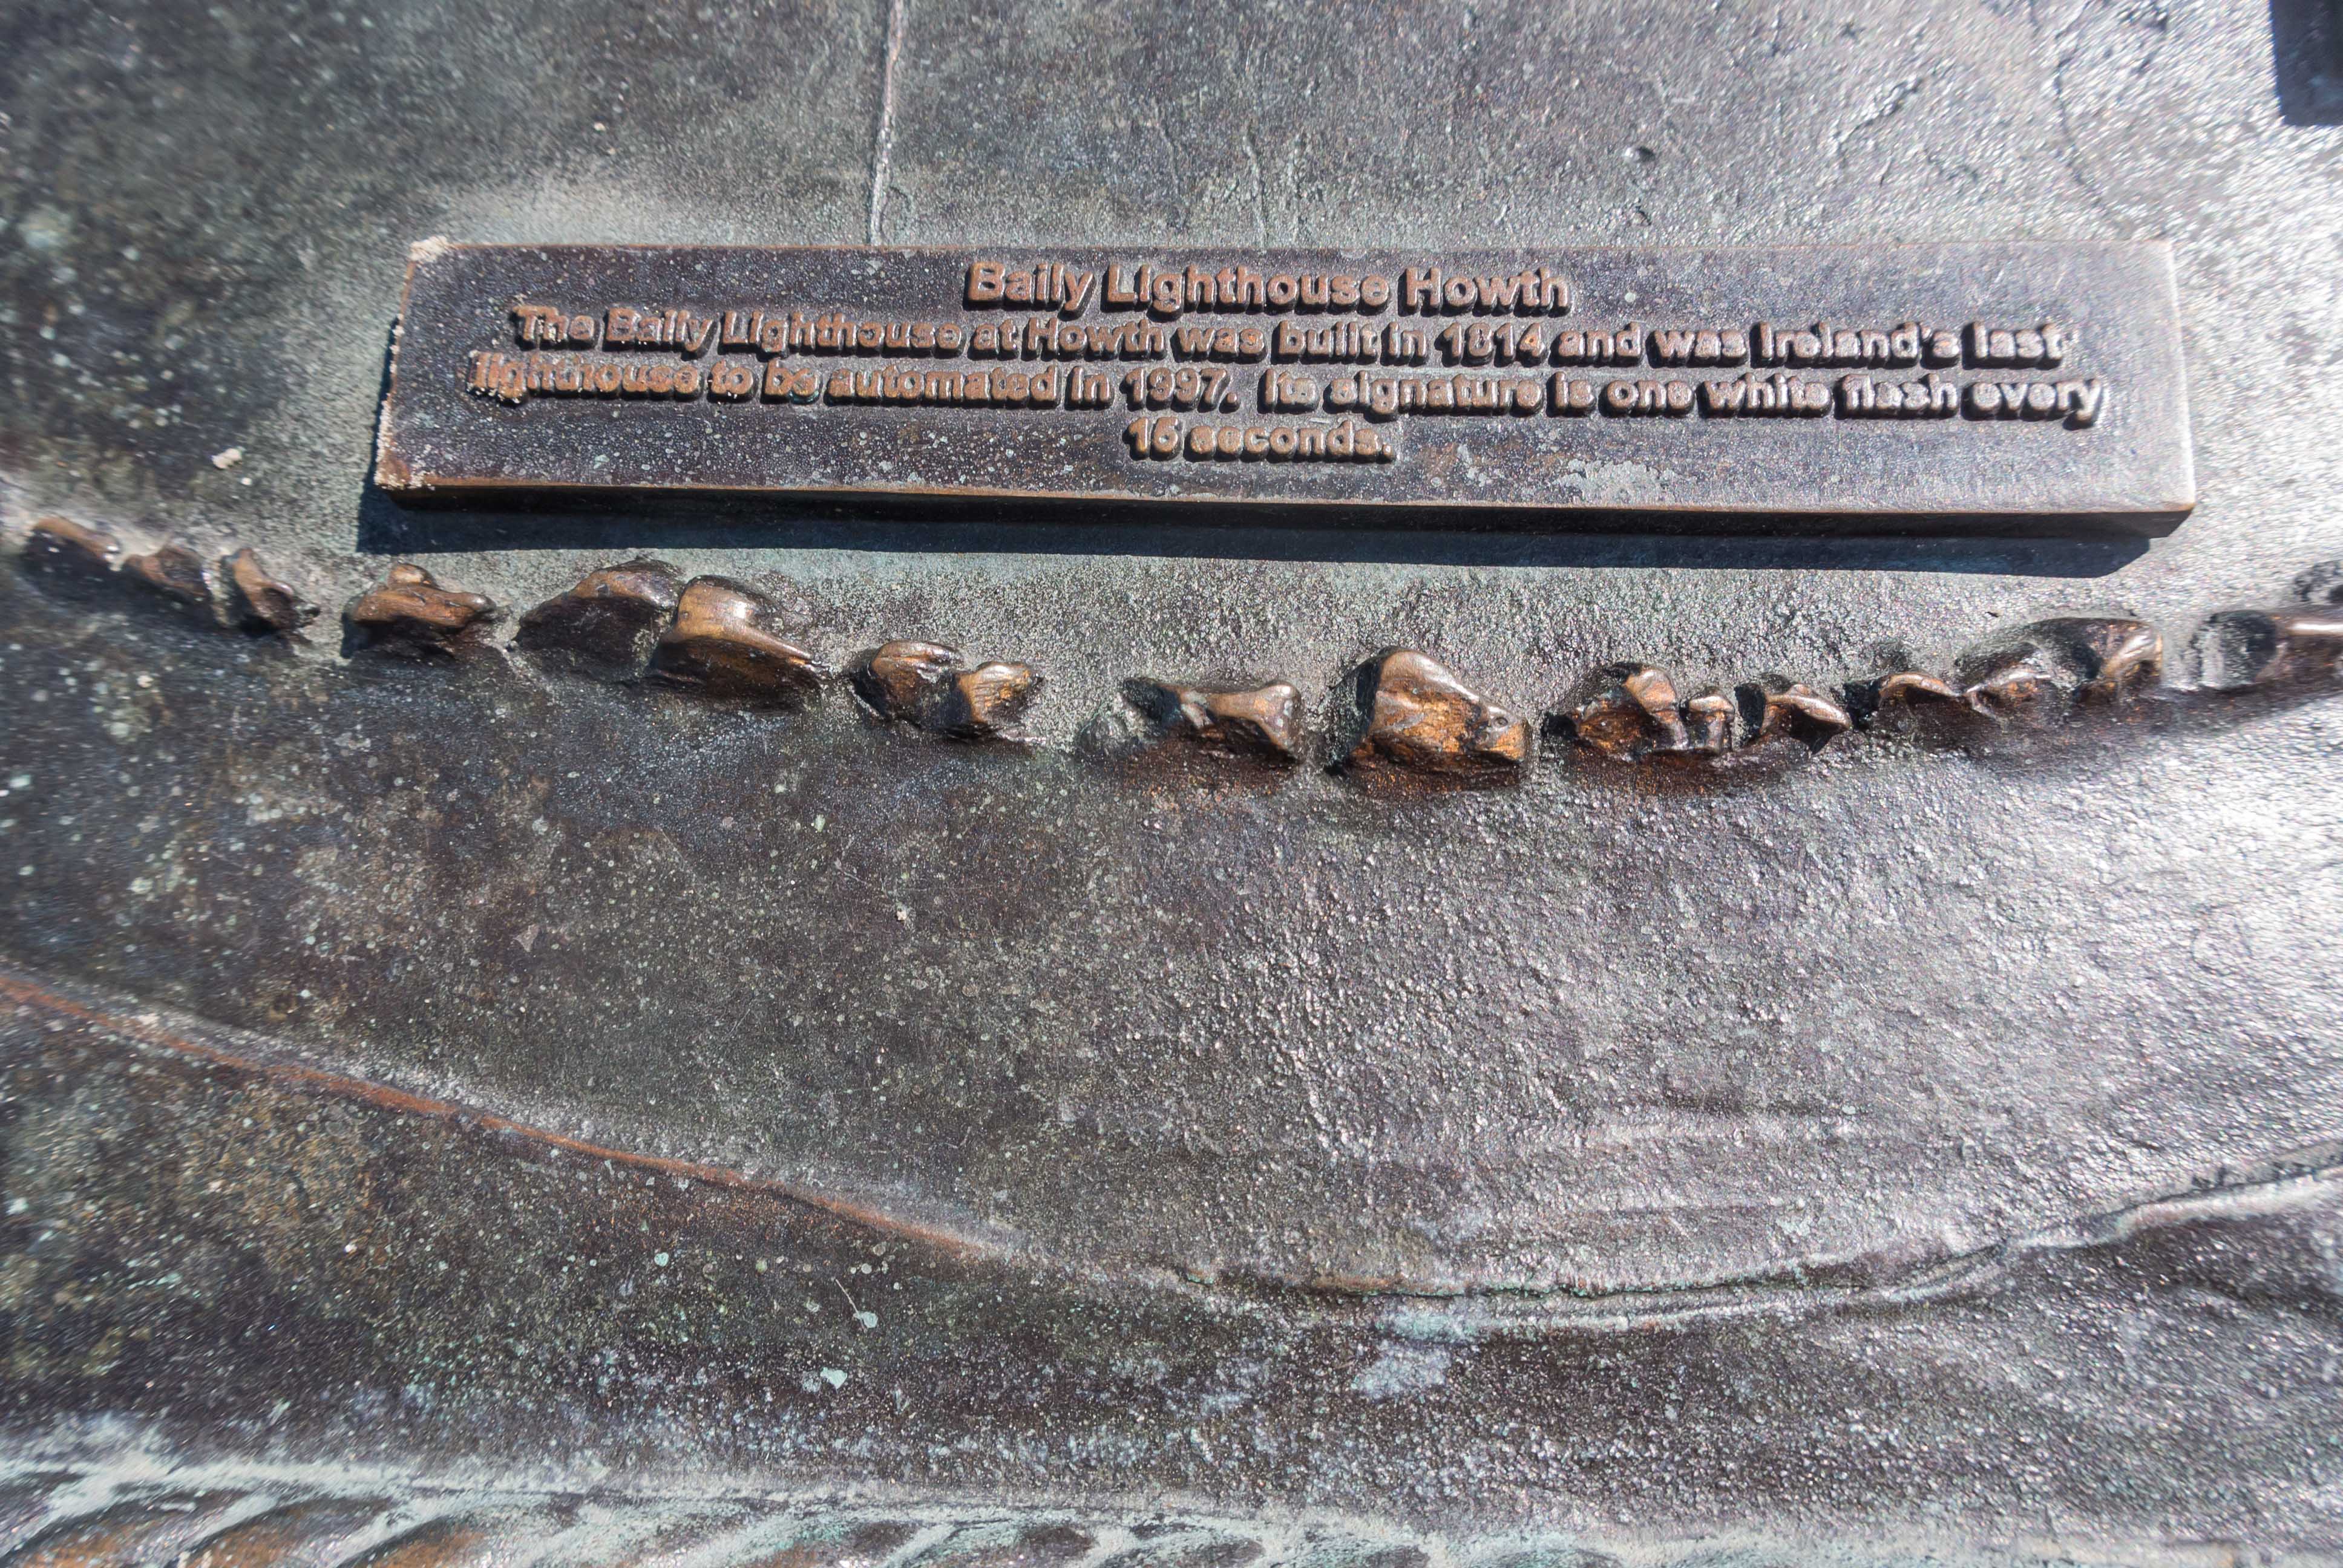 Baily Lighthouse Howth
The Baily Lighthouse at Howth was built in 1814 and was Ireland's last
lighthouse to be automated in 1997. Its signature is one white flash every
15 seconds.